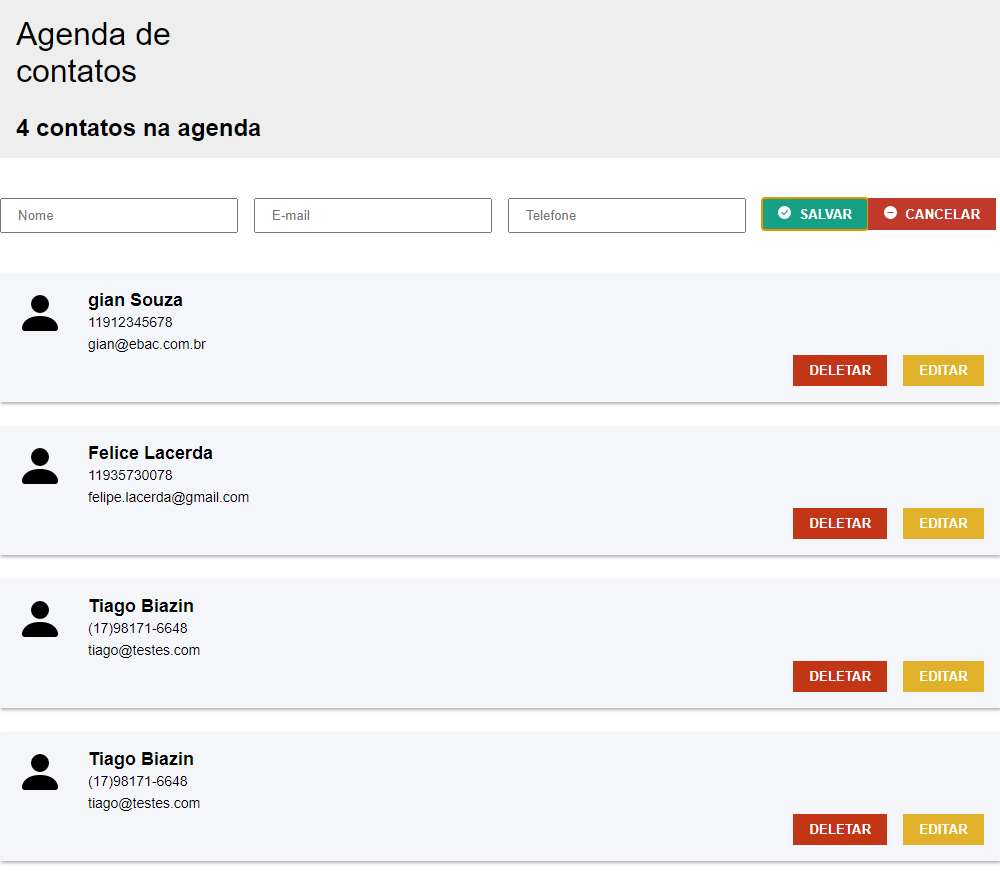 Agenda de
contatos
4 contatos na agenda
Nome
E-mail
Telefone
SALVAR
CANCELAR
gian Souza
11912345678
gian@ebac.com.br
DELETAR
EDITAR
Felice Lacerda
11935730078
felipe.lacerda@gmail.com
DELETAR
EDITAR
Tiago Biazin
(17)98171-6648
tiago@testes.com
DELETAR
EDITAR
Tiago Biazin
(17)98171-6648
tiago@testes.com
DELETAR
EDITAR